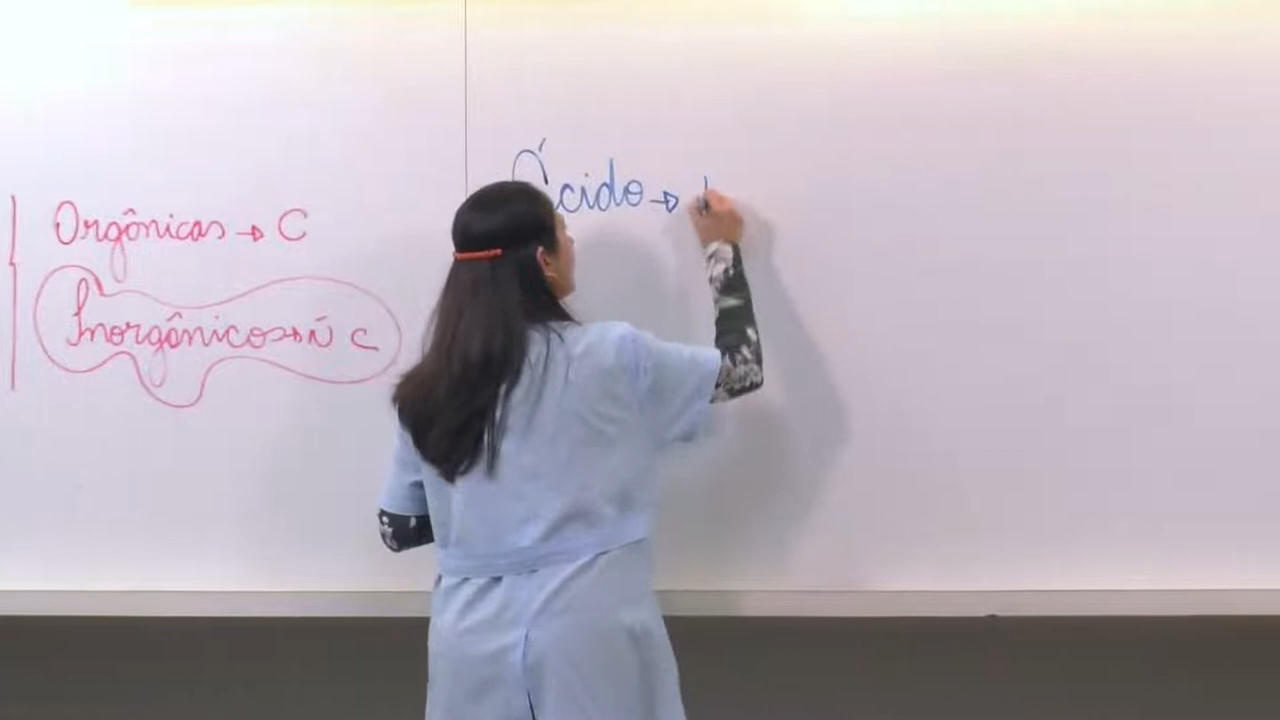 Orgânicas → C
Inorgânicos → Ñ C
Ácido →